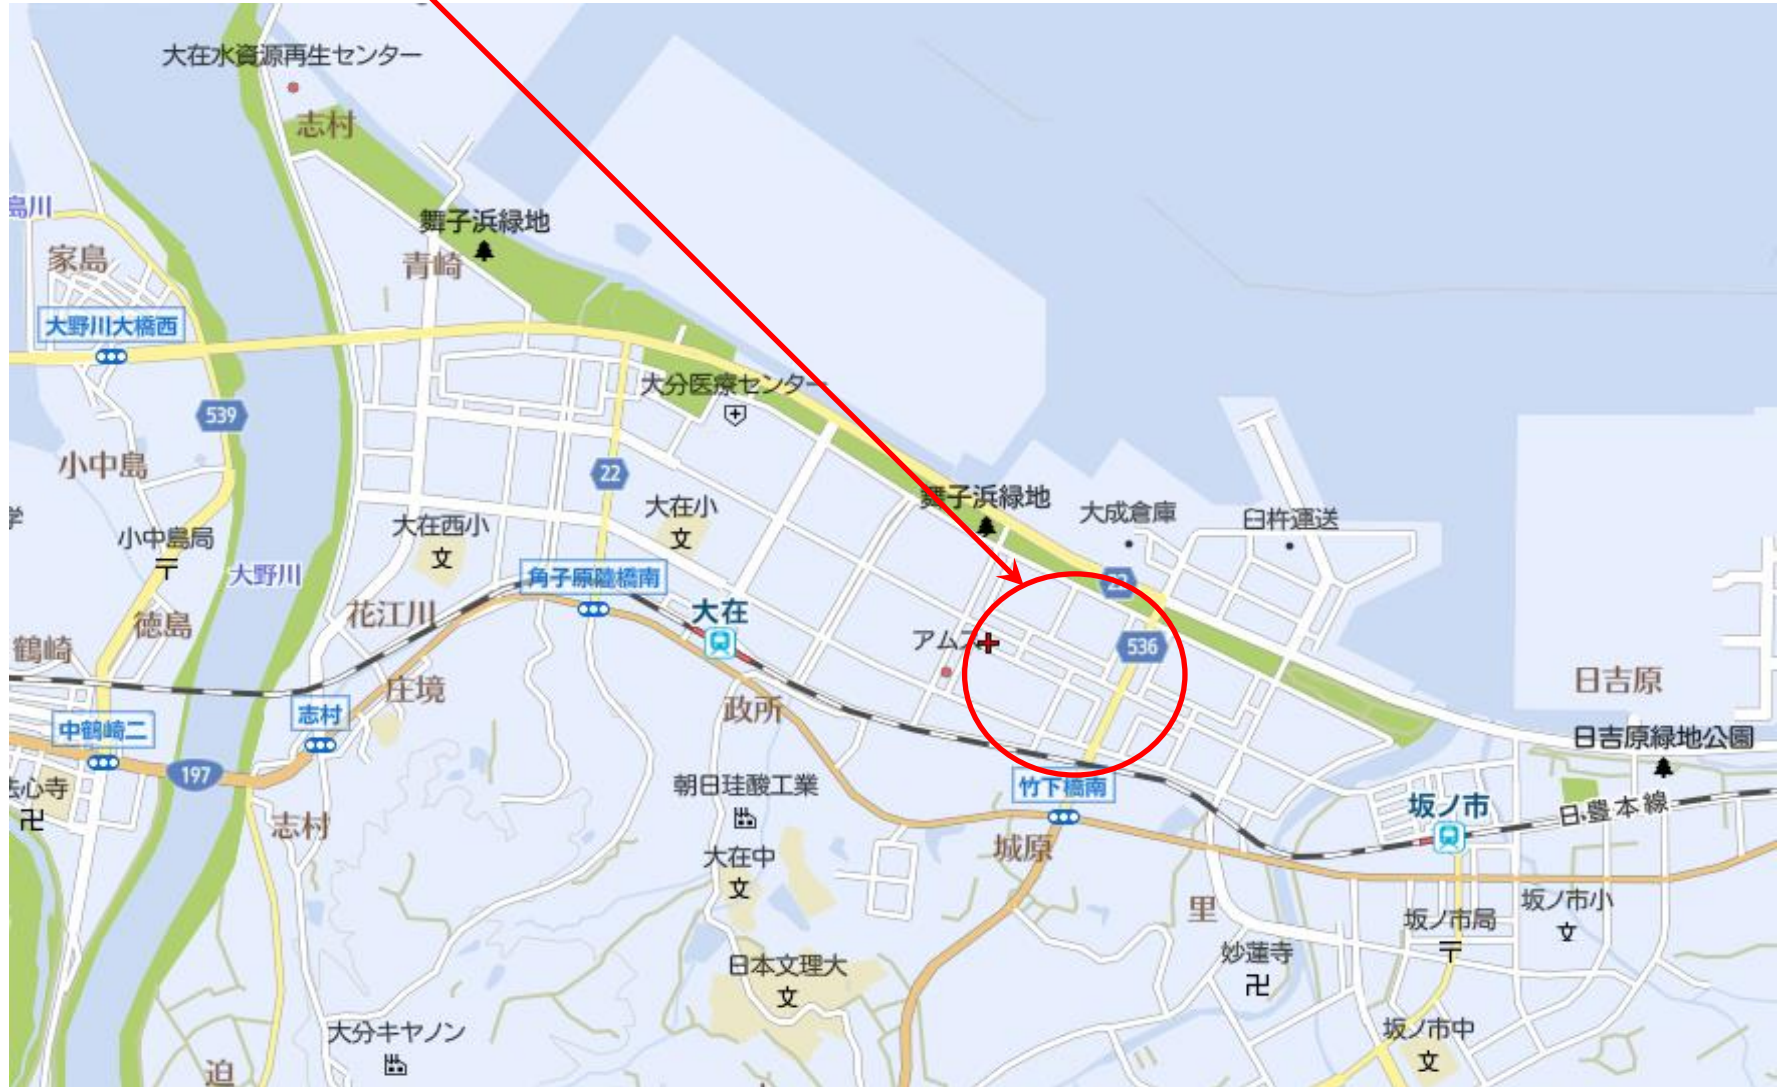 大在水資源再生センター
志村
島川
舞子浜緑地
家島
青崎
大野川大橋西
大分医療センター
539
小中島
22
舞子浜緑地
大在小
大成倉庫
臼杵運送
大在西小
学
小中島局
大野川
角子原陸橋南
22
花江川
大在
徳島
アムス
536
鶴崎
日吉原
庄境
政所
志村
中鶴崎二
日吉原緑地公園
197
朝日珪酸工業
竹下橋南
法心寺
坂ノ市
日豊本線
志村
城原
大在中
坂ノ市小
里
坂ノ市局
妙蓮寺
日本文理大
大分キヤノン
坂ノ市中
迫